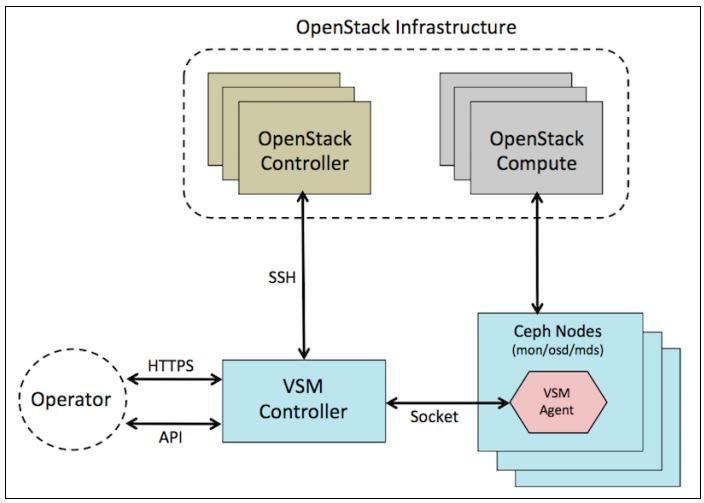 OpenStack Infrastructure
OpenStack
Controller
OpenStack
Compute
SSH
Ceph Nodes
(mon/osd/mds)
HTTPS
Operator
API
VSM
Controller
Socket
VSM
Agent